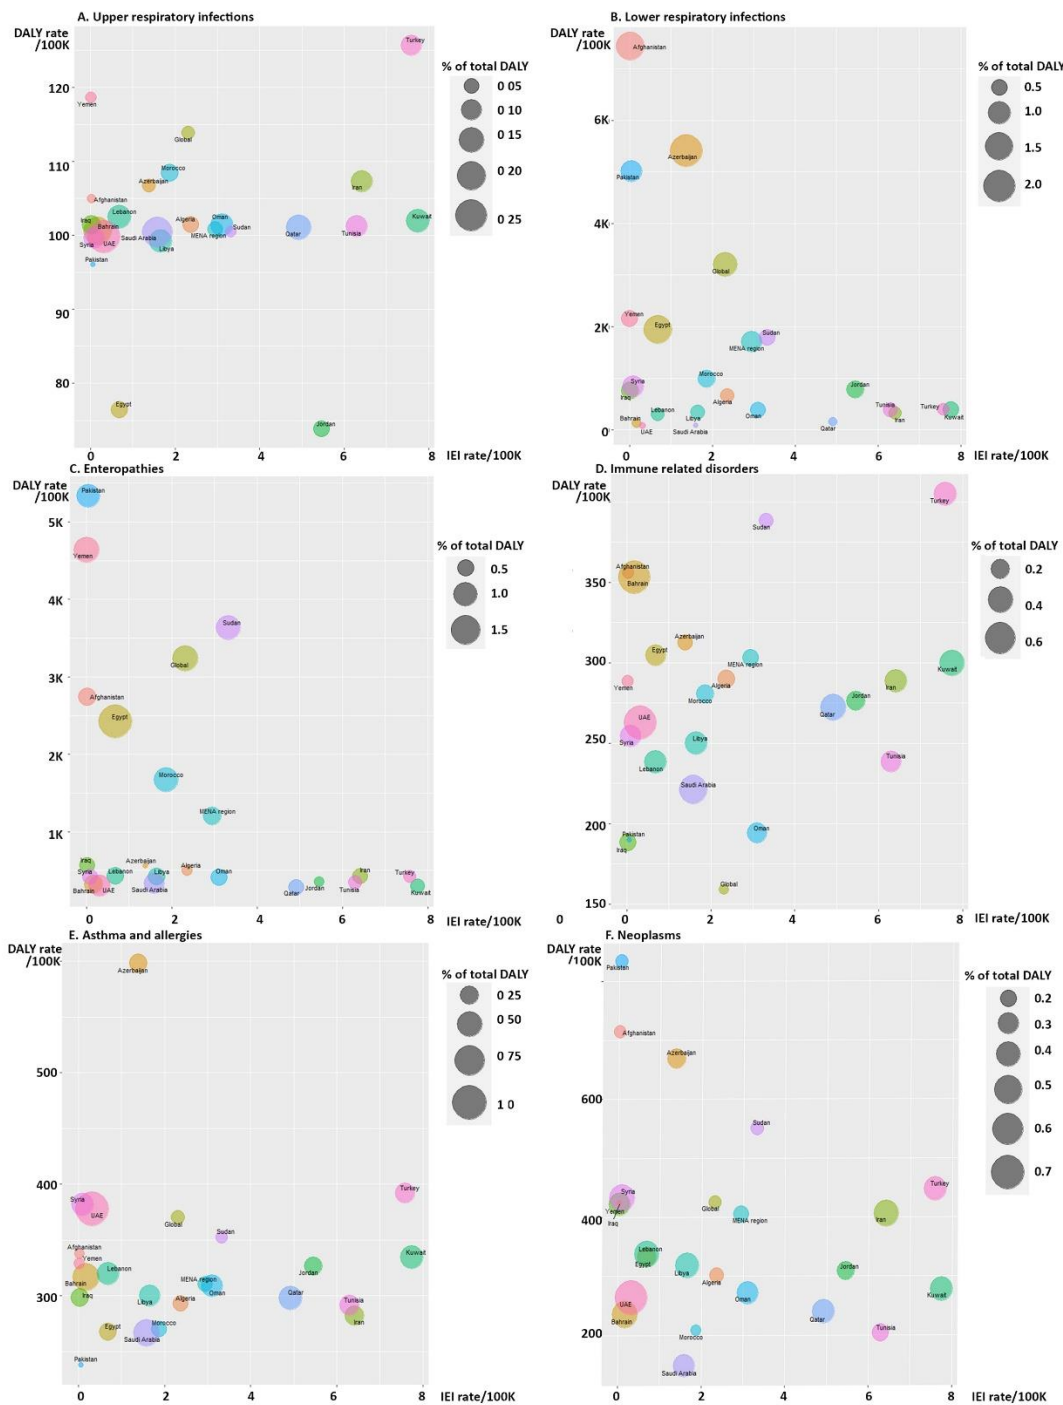 A. Upper respiratory infections
DALY rate
/100K
120
110
100
90
80
0
2
4
6
8
IEI rate/100K
Turkey
Yemen
Global
Morocco
Azerbaijan
Iran
Afghanistan
Lebanon
Iraq
Bahrain
Algeria
Oman
Kuwait
Syria
UAE
Saudi Arabia
Libya
MENA region
Sudan
Qatar
Tunisia
Pakistan
Egypt
Jordan
% of total DALY
0 05
0 10
0 15
0 20
0 25
B. Lower respiratory infections
DALY rate
/100K
6K
4K
2K
0
0
2
4
6
8
IEI rate/100K
Afghanistan
Azerbaijan
Pakistan
Global
Yemen
Egypt
Sudan
MENA region
Morocco
Syria
Iraq
Jordan
Algeria
Lebanon
Libya
Oman
Tunisia
Iran
Turkey
Kuwait
Bahrain
UAE
Saudi Arabia
Qatar
% of total DALY
0.5
1.0
1.5
2.0
C. Enteropathies
DALY rate
/100K
5K
4K
3K
2K
1K
0
2
4
6
8
IEI rate/100K
Pakistan
Yemen
Sudan
Global
Afghanistan
Egypt
Morocco
MENA region
Iraq
Azerbaijan
Algeria
Syria
Lebanon
Libya
Oman
Iran
Turkey
Bahrain
UAE
Saudi Arabia
Qatar
Jordan
Tunisia
Kuwait
% of total DALY
0.5
1.0
1.5
D. Immune related disorders
DALY rate
/100K
350
300
250
200
150
0
0
2
4
6
8
IEI rate/100K
Turkey
Sudan
Afghanistan
Bahrain
Azerbaijan
Egypt
MENA region
Kuwait
Yemen
Algeria
Iran
Morocco
Jordan
Qatar
UAE
Syria
Libya
Lebanon
Tunisia
Saudi Arabia
Oman
Pakistan
Iraq
Global
% of total DALY
0.2
0.4
0.6
E. Asthma and allergies
DALY rate
/100K
500
400
300
0
2
4
6
8
IEI rate/100K
Azerbaijan
Syria
UAE
Turkey
Global
Sudan
Afghanistan
Yemen
Lebanon
Kuwait
Bahrain
MENA region
Oman
Jordan
Iraq
Libya
Algeria
Qatar
Tunisia
Iran
Egypt
Morocco
Saudi Arabia
Pakistan
% of total DALY
0 25
0 50
0 75
1 0
F. Neoplasms
DALY rate
/100K
600
400
200
0
2
4
6
8
IEI rate/100K
Pakistan
Afghanistan
Azerbaijan
Sudan
Turkey
Syria
Yemen
Iraq
Global
MENA region
Iran
Lebanon
Egypt
Libya
Algeria
Jordan
Oman
Kuwait
UAE
Bahrain
Qatar
Morocco
Tunisia
Saudi Arabia
% of total DALY
0.2
0.3
0.4
0.5
0.6
0.7